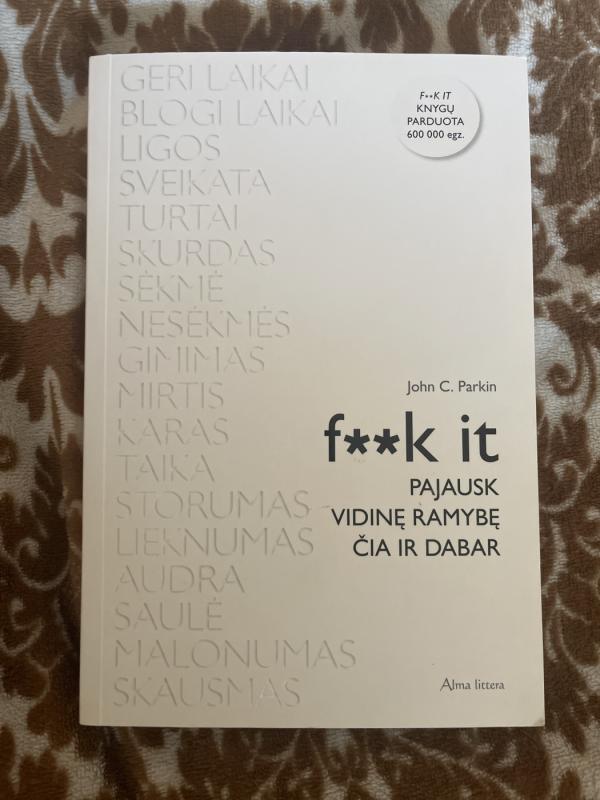 GERI LAIKAI
BLOGI LAIKAI
LIGOS
SVEIKATA
TURTAI
SKURDAS
SĖKMĖ
NESĖKMĖS
GIMIMAS
MIRTIS
KARAS
TAIKA
STORUMAS
LIEKNUMAS
AUDRA
SAULĖ
MALONUMAS
SKAUSMAS
F**K IT
KNYGŲ
PARDUOTA
600 000 egz.
John C. Parkin
f**k it
PAJAUSK
VIDINĘ RAMYBĘ
ČIA IR DABAR
Alma littera